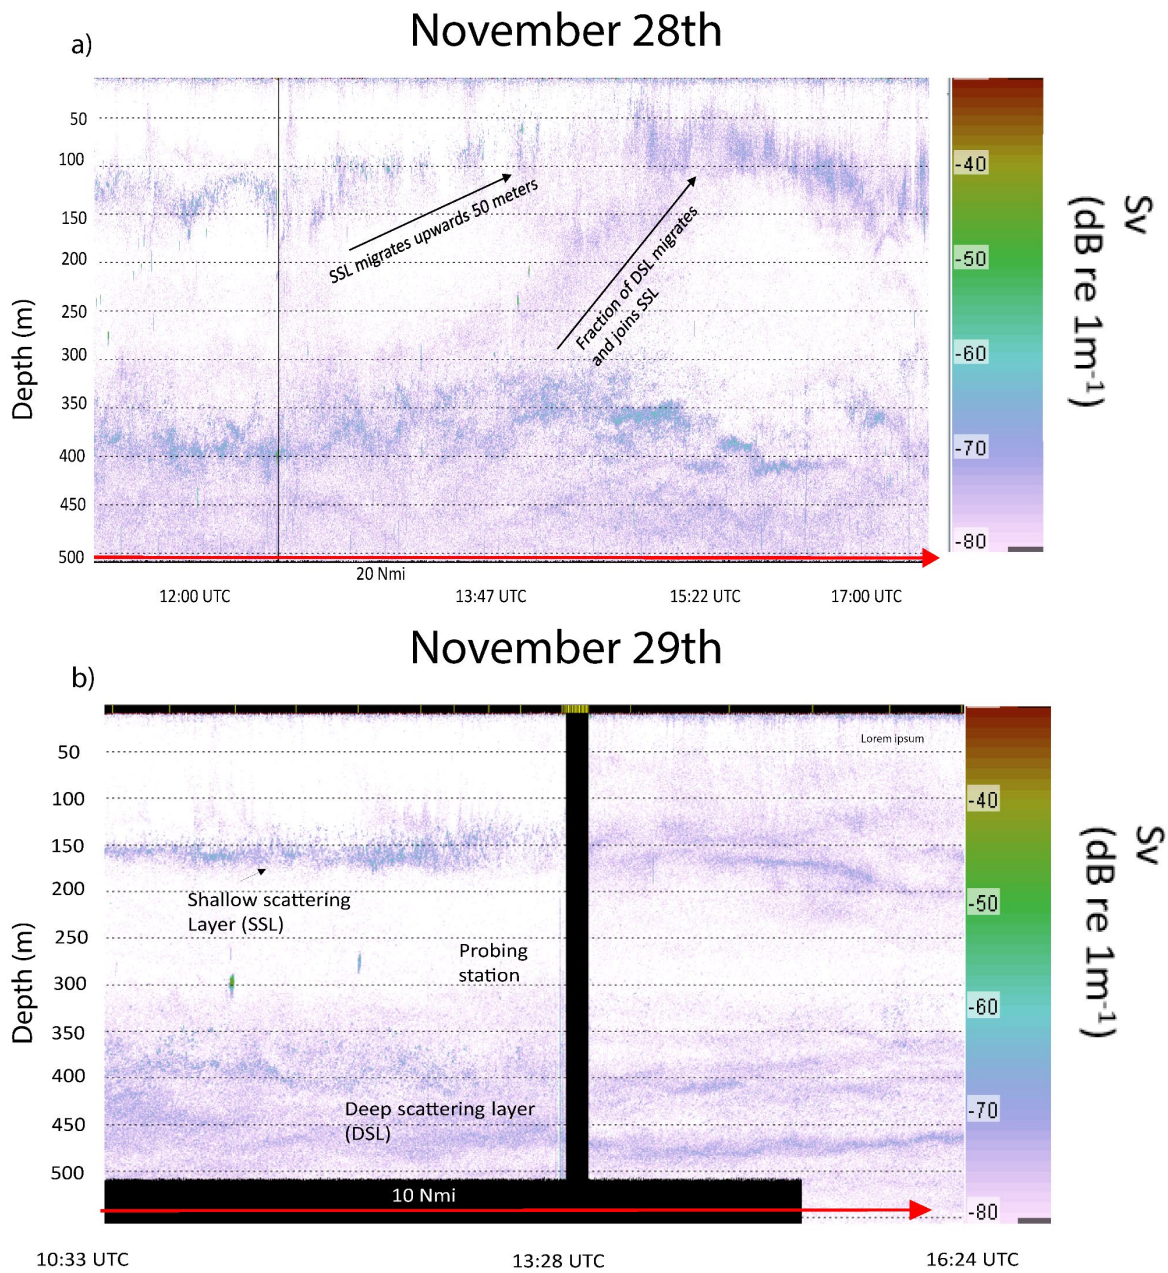 November 28th
a)
50
100
150
200
250
300
350
400
450
500
Depth (m)
SSL migrates upwards 50 meters
Fraction of DSL migrates
and joins SSL
20 Nmi
12:00 UTC
13:47 UTC
15:22 UTC
17:00 UTC
-40
-50
-60
-70
-80
Sv
(dB re 1m-1)
November 29th
b)
50
100
150
200
250
300
350
400
450
500
Depth (m)
Lorem ipsum
Shallow scattering
Layer (SSL)
Probing
station
Deep scattering layer
(DSL)
10 Nmi
10:33 UTC
13:28 UTC
16:24 UTC
-40
-50
-60
-70
-80
Sv
(dB re 1m-1)